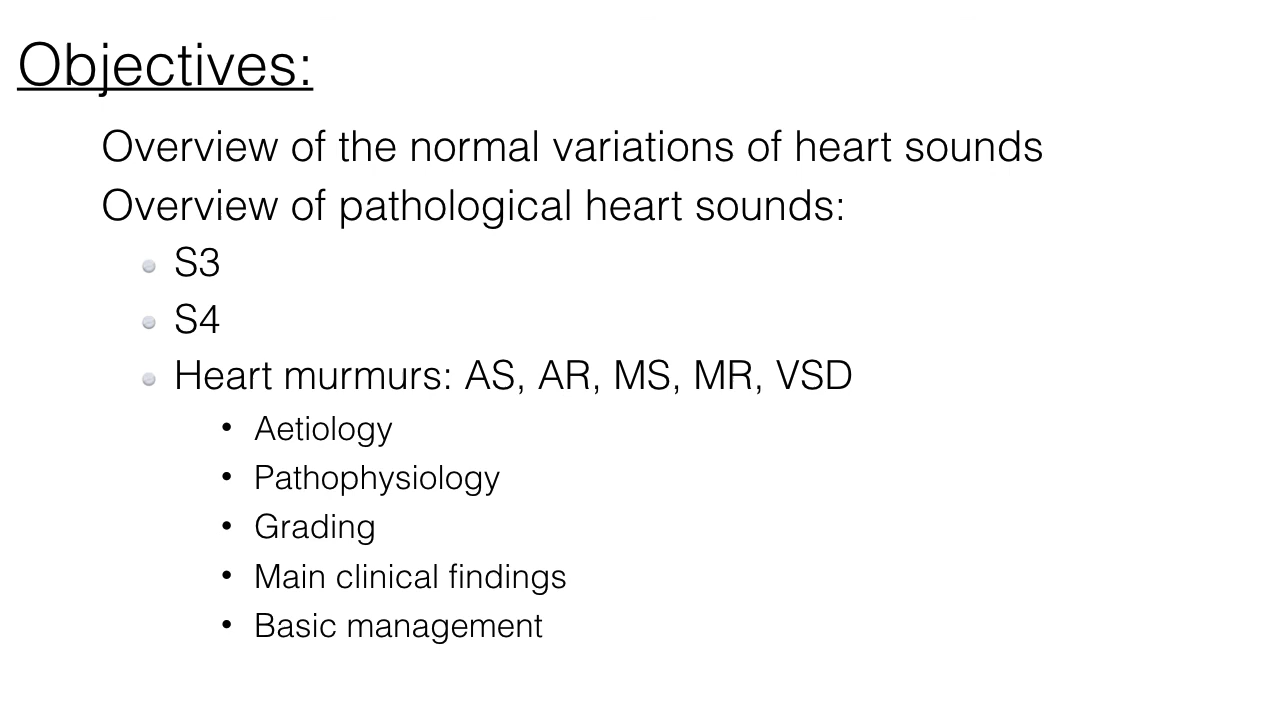 Objectives:
Overview of the normal variations of heart sounds
Overview of pathological heart sounds:
S3
S4
Heart murmurs: AS, AR, MS, MR, VSD
• Aetiology
• Pathophysiology
• Grading
• Main clinical findings
• Basic management